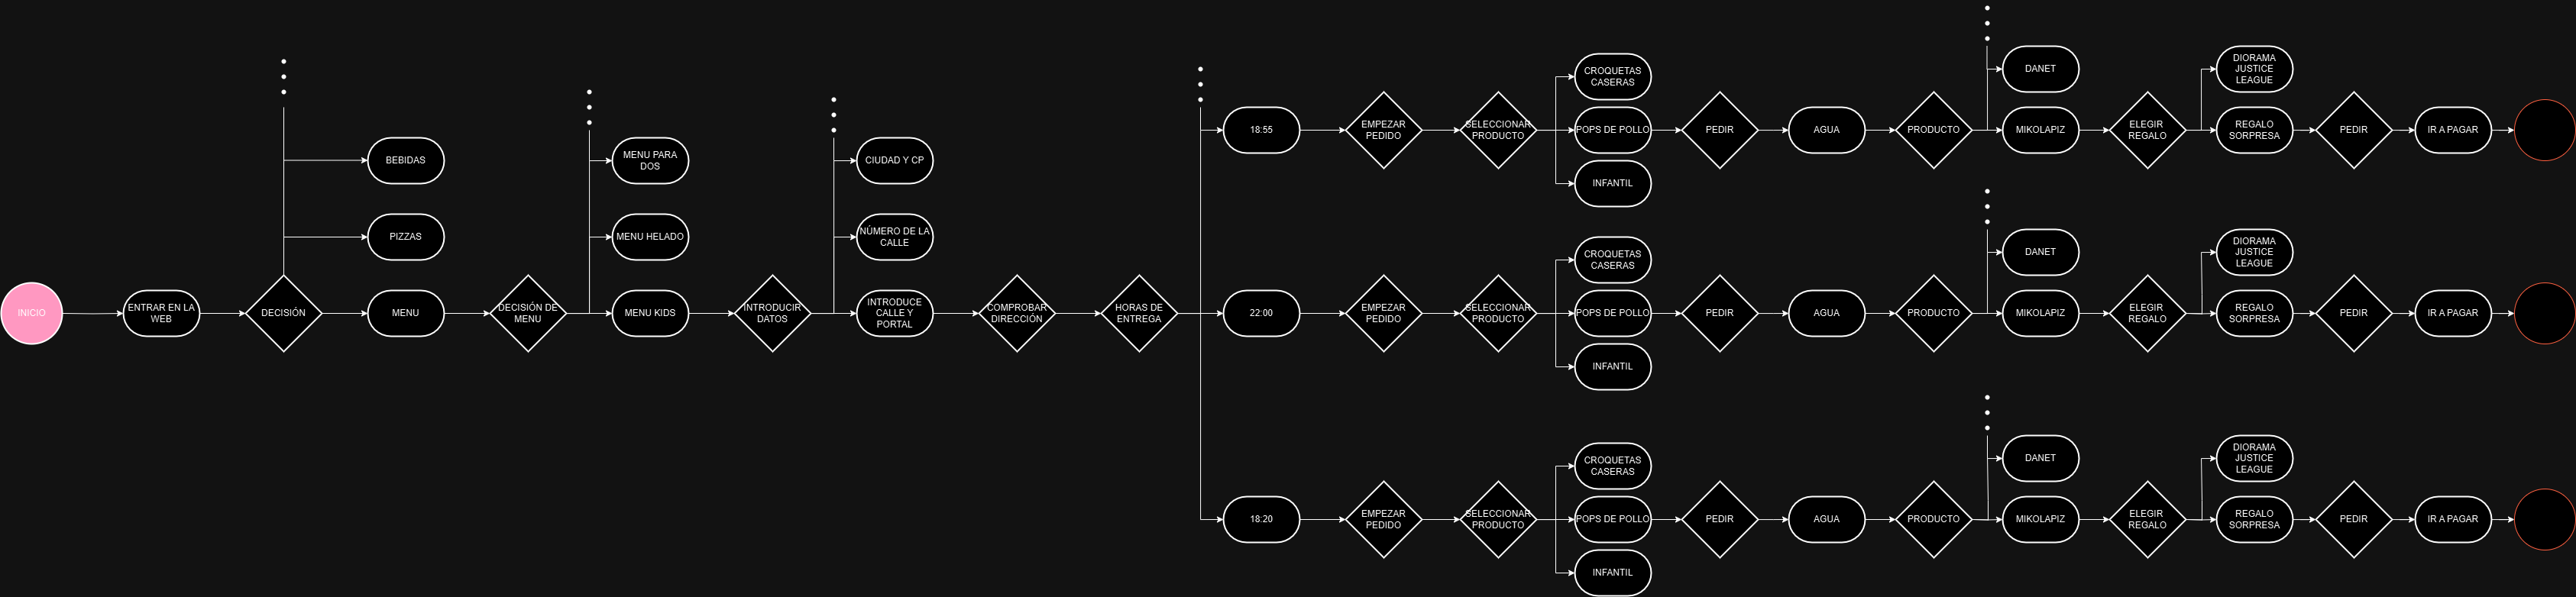 INICIO
ENTRAR EN LA
WEB
DECISIÓN
BEBIDAS
PIZZAS
MENU
DECISIÓN DE
MENU
MENU PARA
DOS
MENU HELADO
MENU KIDS
INTRODUCIR
DATOS
CIUDAD Y CP
NÚMERO DE LA
CALLE
INTRODUCE
CALLE Y
PORTAL
COMPROBAR
DIRECCIÓN
HORAS DE
ENTREGA
18:55
EMPEZAR
PEDIDO
SELECCIONAR
PRODUCTO
CROQUETAS
CASERAS
POPS DE POLLO
INFANTIL
PEDIR
AGUA
PRODUCTO
DANET
MIKOLAPIZ
ELEGIR
REGALO
DIORAMA
JUSTICE
LEAGUE
REGALO
SORPRESA
PEDIR
IR A PAGAR
22:00
EMPEZAR
PEDIDO
SELECCIONAR
PRODUCTO
CROQUETAS
CASERAS
POPS DE POLLO
INFANTIL
PEDIR
AGUA
PRODUCTO
DANET
MIKOLAPIZ
ELEGIR
REGALO
DIORAMA
JUSTICE
LEAGUE
REGALO
SORPRESA
PEDIR
IR A PAGAR
18:20
EMPEZAR
PEDIDO
SELECCIONAR
PRODUCTO
CROQUETAS
CASERAS
POPS DE POLLO
INFANTIL
PEDIR
AGUA
PRODUCTO
DANET
MIKOLAPIZ
ELEGIR
REGALO
DIORAMA
JUSTICE
LEAGUE
REGALO
SORPRESA
PEDIR
IR A PAGAR